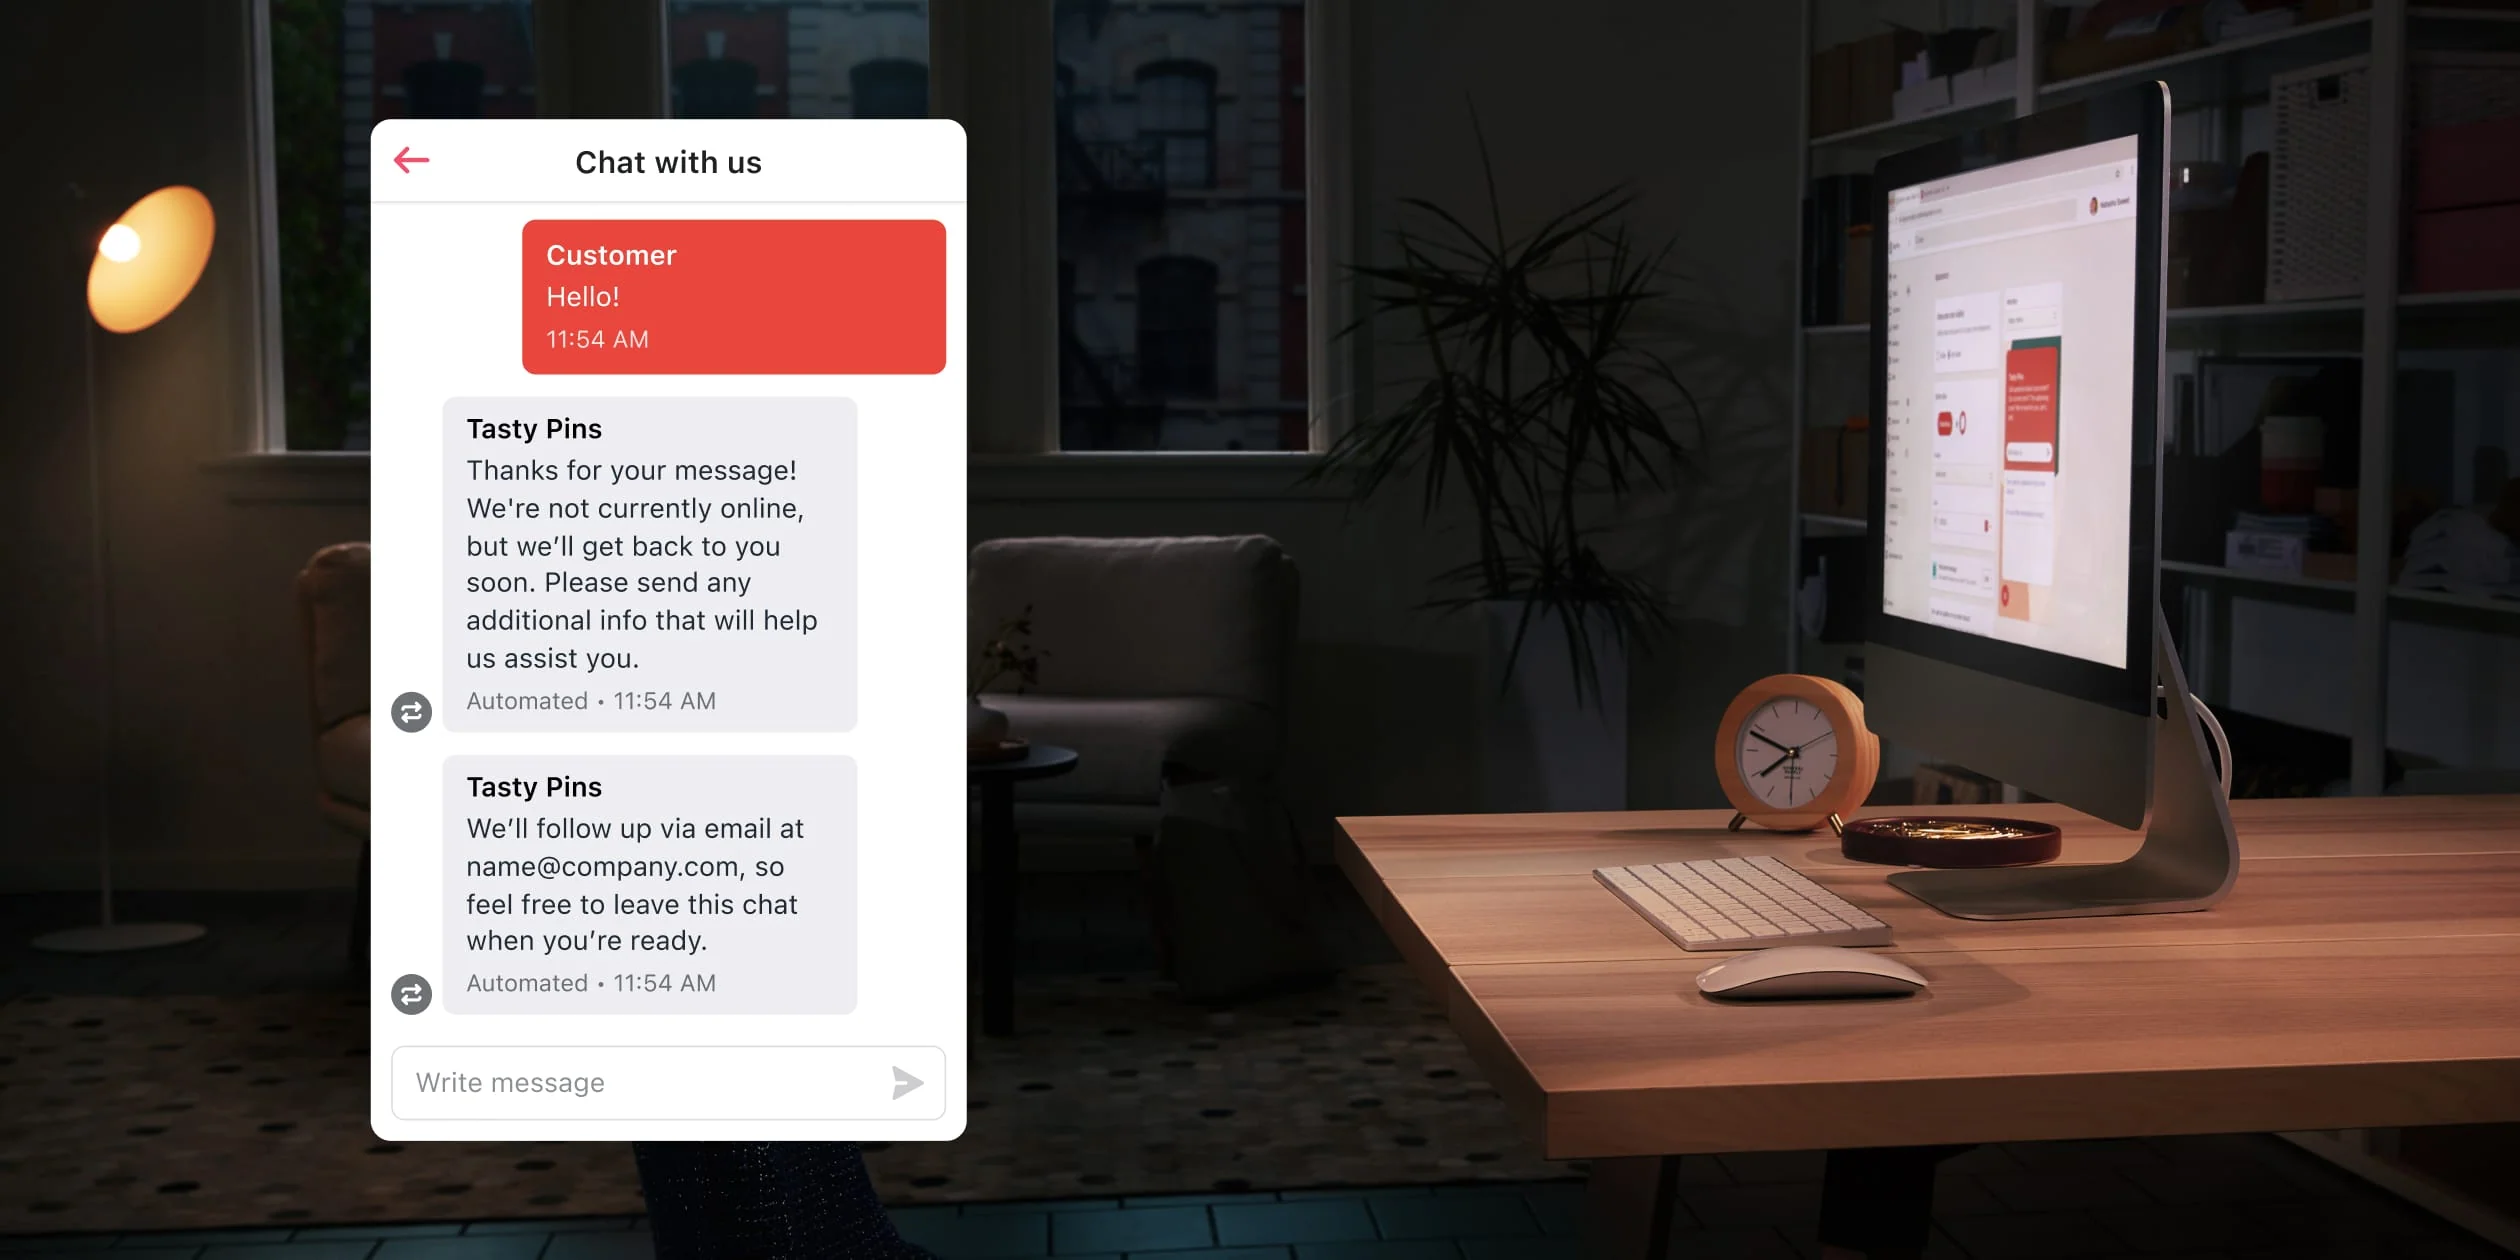 Chat with us
Customer
Hello!
11:54 AM
Tasty Pins
Thanks for your message!
We're not currently online,
but we’ll get back to you
soon. Please send any
additional info that will help
us assist you.
Automated • 11:54 AM
Tasty Pins
We’ll follow up via email at
name@company.com, so
feel free to leave this chat
when you’re ready.
Automated • 11:54 AM
Write message